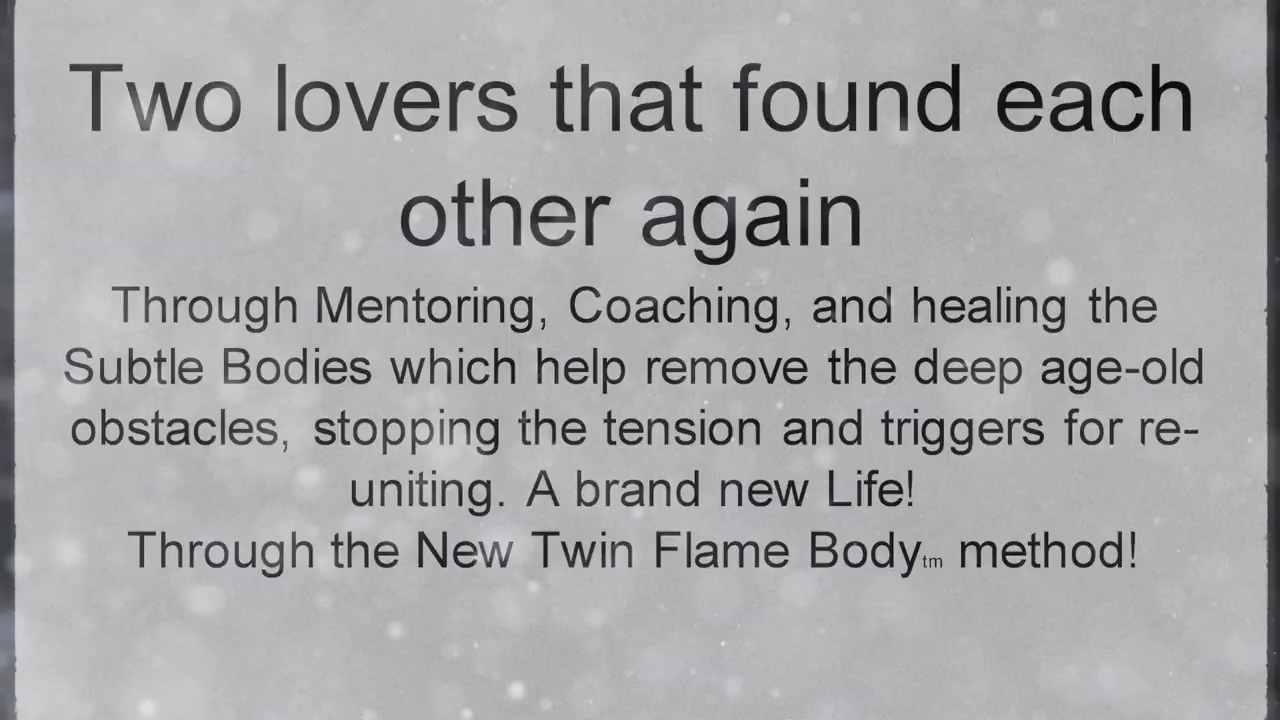 Two lovers that found each
other again
Through Mentoring, Coaching, and healing the
Subtle Bodies which help remove the deep age-old
obstacles, stopping the tension and triggers for re-
uniting. A brand new Life!
Through the New Twin Flame Body tm method!